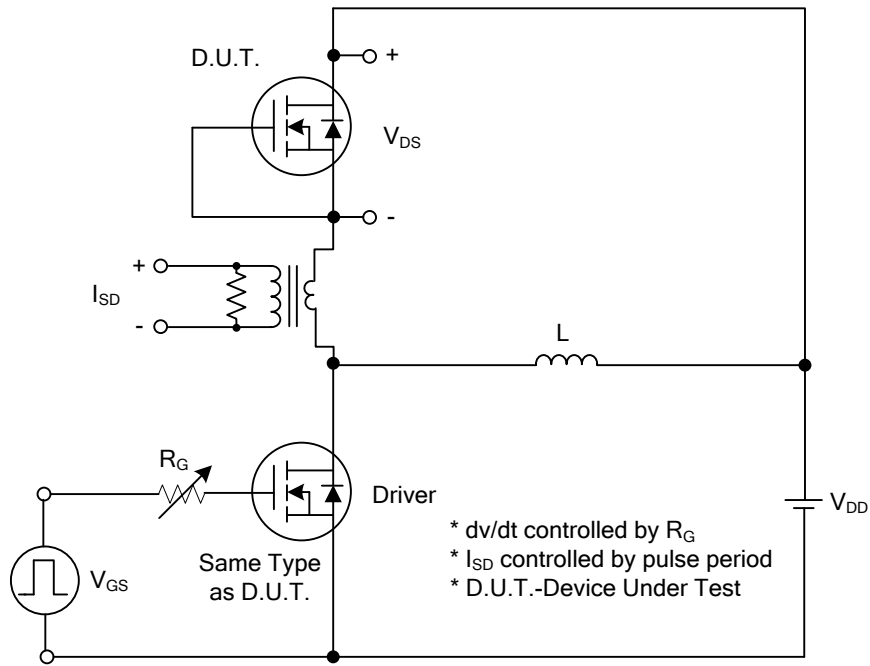 D.U.T.
+
V_DS
-
+
I_SD
-
L
R_G
Driver
V_DD
V_GS
Same Type
as D.U.T.
* dv/dt controlled by R_G
* I_SD controlled by pulse period
* D.U.T.-Device Under Test